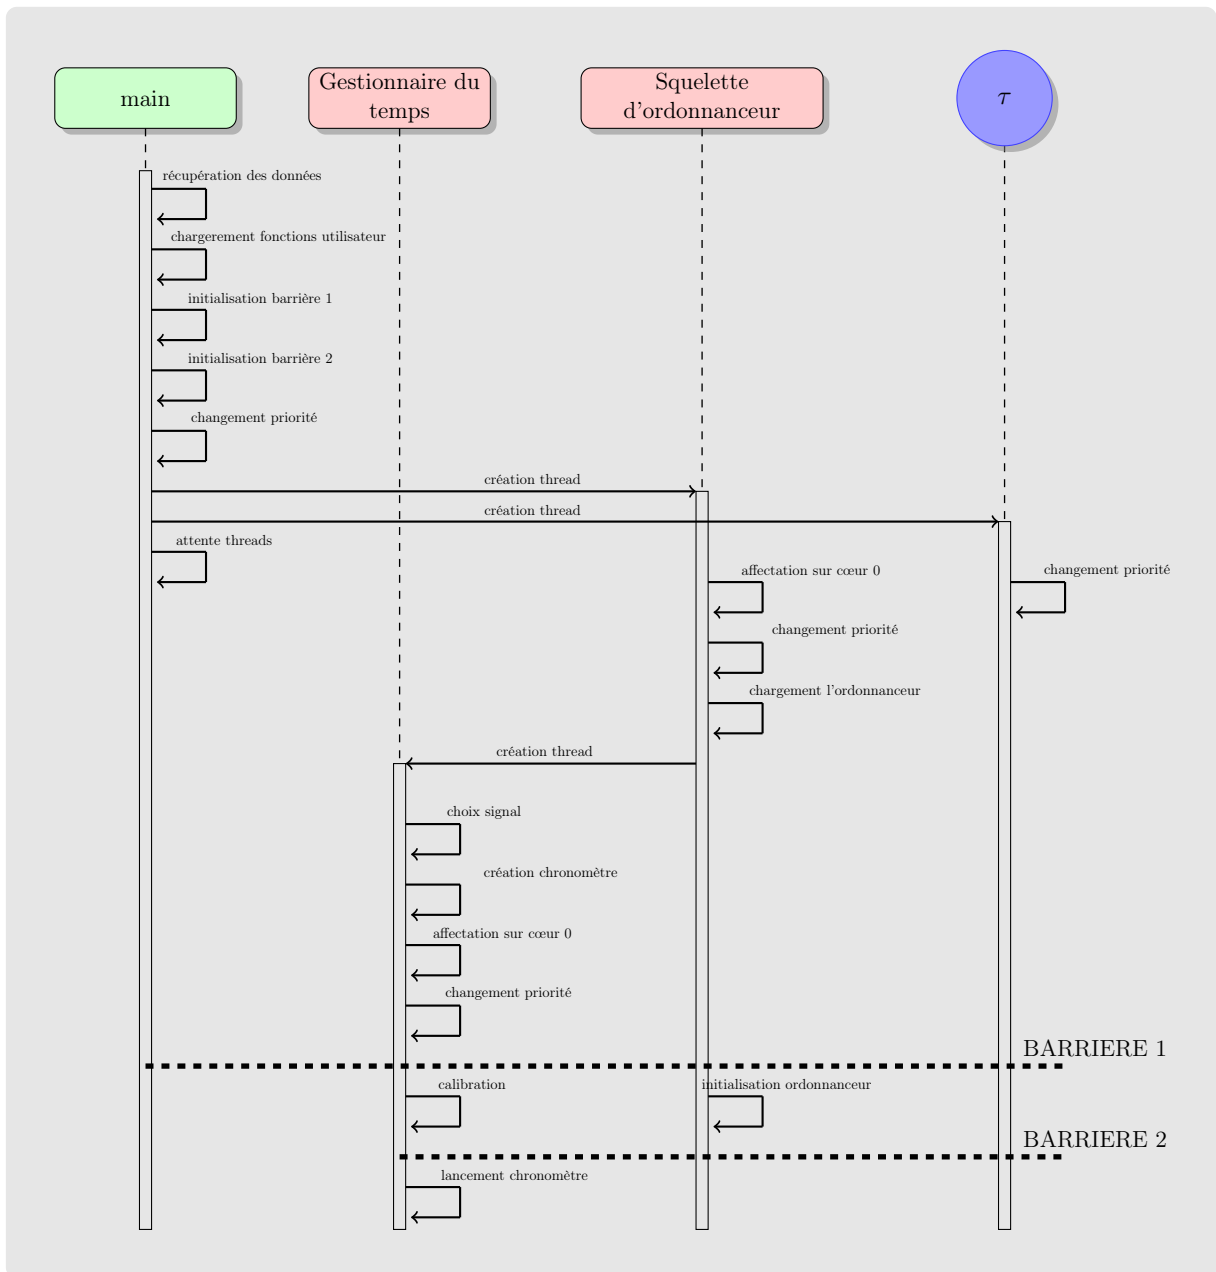 main
Gestionnaire du
temps
Squelette
d'ordonnanceur
τ
récupération des données
chargerement fonctions utilisateur
initialisation barrière 1
initialisation barrière 2
changement priorité
création thread
création thread
attente threads
affectation sur cœur 0
changement priorité
changement priorité
chargement l'ordonnanceur
création thread
choix signal
création chronomètre
affectation sur cœur 0
changement priorité
BARRIERE 1
calibration
initialisation ordonnanceur
BARRIERE 2
lancement chronomètre